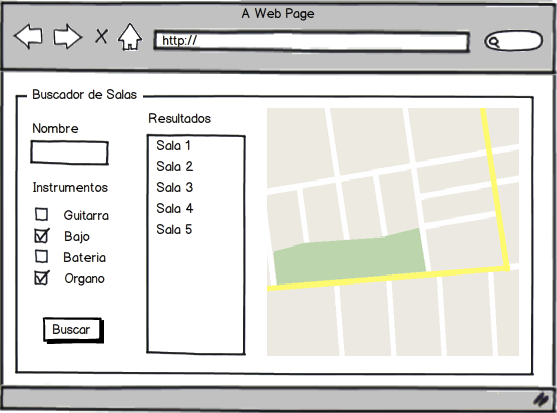 A Web Page
http://
Buscador de Salas
Nombre
Instrumentos
Guitarra
Bajo
Bateria
Organo
Buscar
Resultados
Sala 1
Sala 2
Sala 3
Sala 4
Sala 5